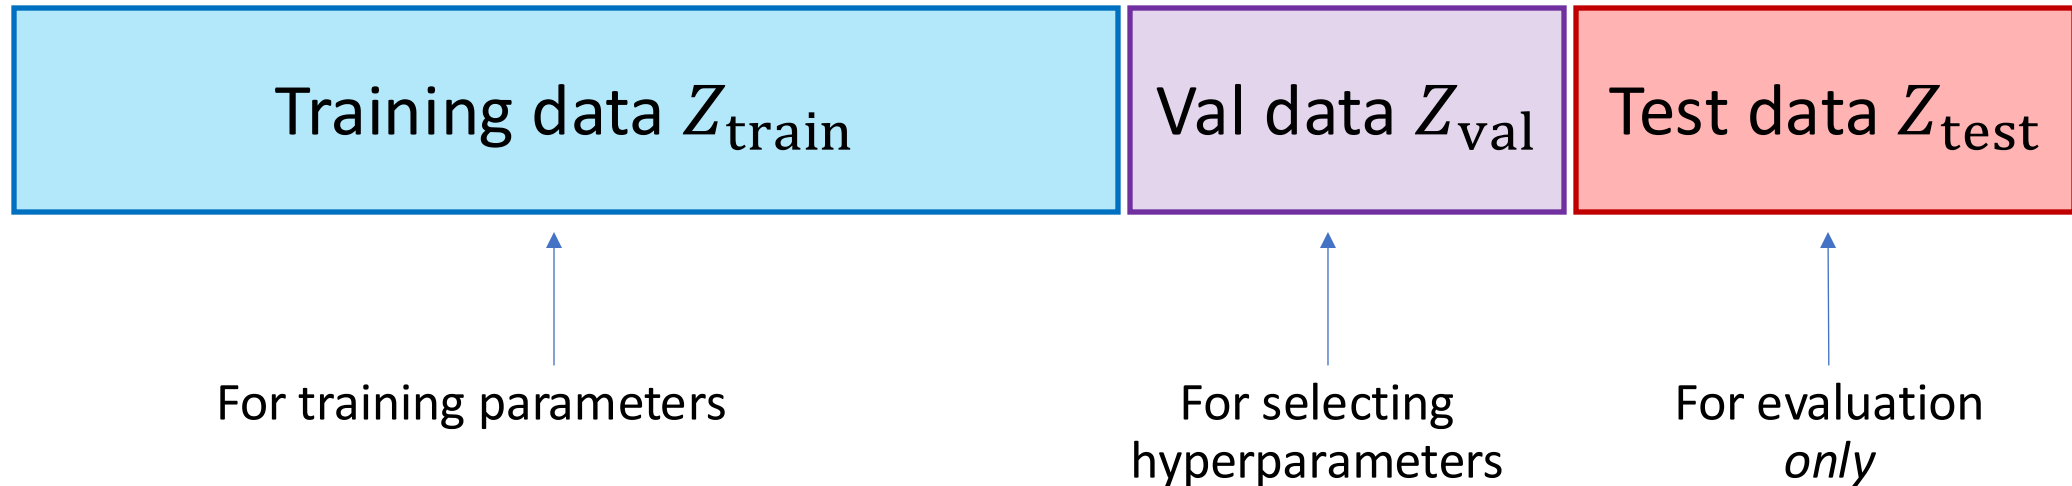 Training data Z_train
Val data Z_val
Test data Z_test
For training parameters
For selecting
hyperparameters
For evaluation
only